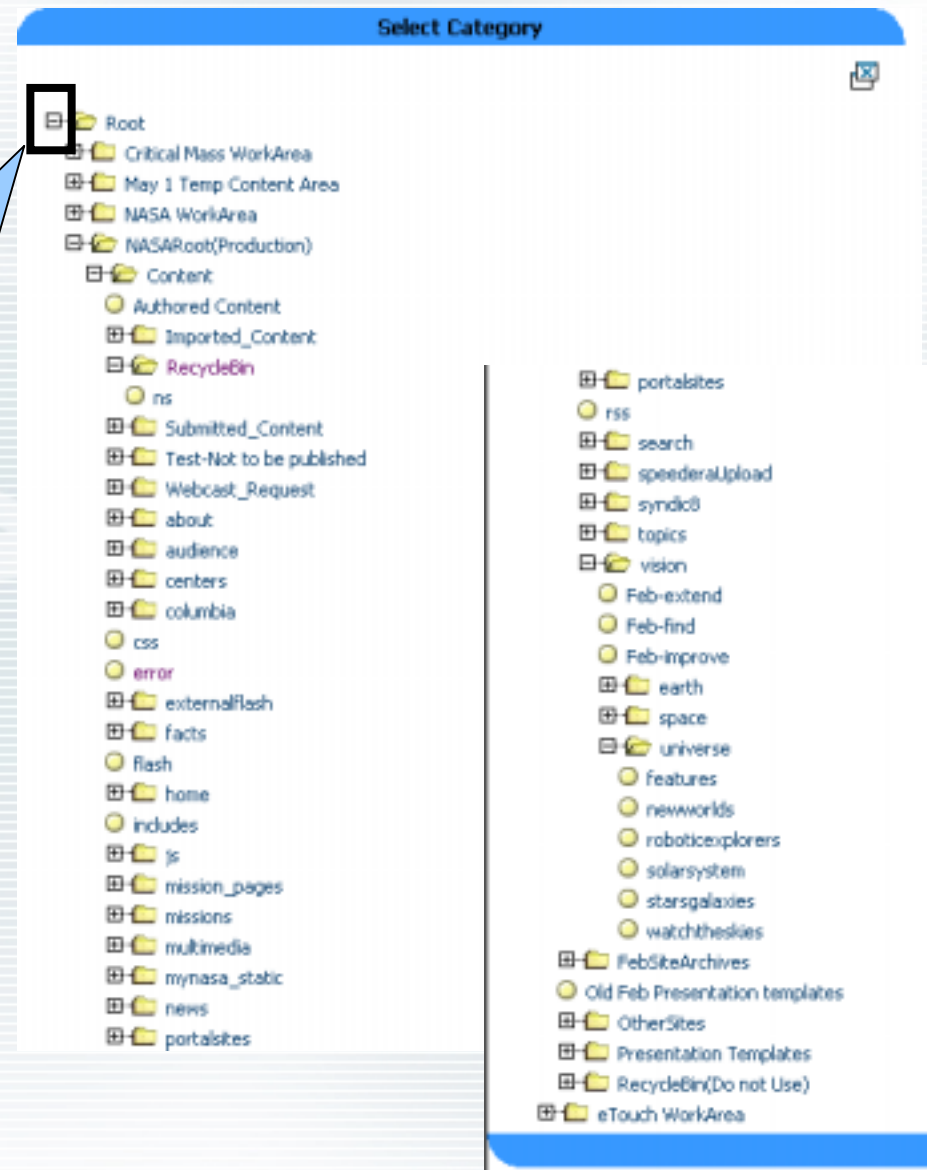 Select Category
Root
Critical Mass WorkArea
May 1 Temp Content Area
NASA WorkArea
NASARoot(Production)
Content
Authored Content
Imported_Content
RecycleBin
ns
Submitted_Content
Test-Not to be published
Webcast_Request
about
audience
centers
columbia
css
error
externalflash
facts
flash
home
includes
js
mission_pages
missions
multimedia
mynasa_static
news
portalsites
portalsites
rss
search
speederaUpload
syndic8
topics
vision
Feb-extend
Feb-find
Feb-improve
earth
space
universe
features
newworlds
roboticexplorers
solarsystem
starsgalaxies
watchtheskies
FebSiteArchives
Old Feb Presentation templates
OtherSites
Presentation Templates
RecycleBin(Do not Use)
eTouch WorkArea